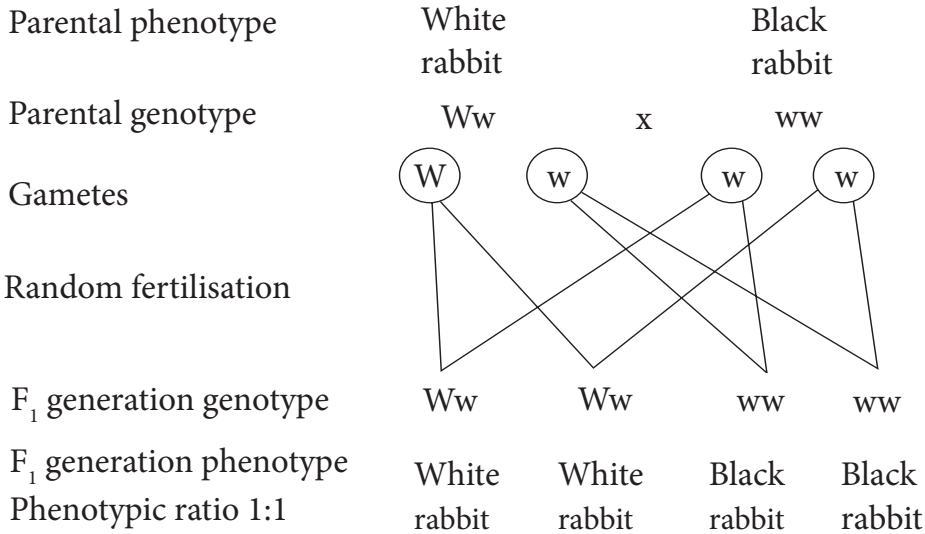 Parental phenotype White Black
rabbit rabbit
Parental genotype Ww x ww
Gametes W w w w
Random fertilisation
F₁ generation genotype Ww Ww ww ww
F₁ generation phenotype White White Black Black
Phenotypic ratio 1:1 rabbit rabbit rabbit rabbit